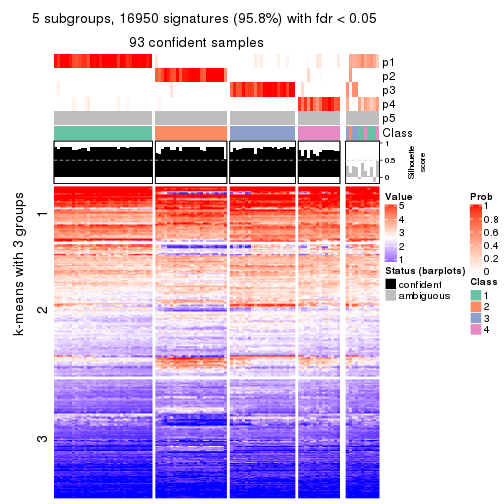 5 subgroups, 16950 signatures (95.8%) with fdr < 0.05
93 confident samples
p1
p2
p3
p4
p5
Class
1
0.5
0
Silhouette
score
k-means with 3 groups
1
2
3
Value
5
4
3
2
1
Status (barplots)
confident
ambiguous
Prob
1
0.8
0.6
0.4
0.2
0
Class
1
2
3
4